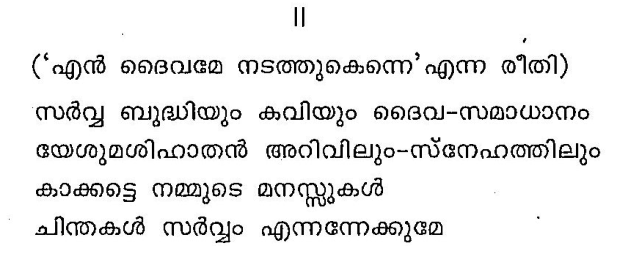 II
('എൻ ദൈവമേ നടത്തുകെന്നെ' എന്ന രീതി)
സർവ്വ ബുദ്ധിയും കവിയും ദൈവ-സമാധാനം
യേശുമശിഹാതൻ അറിവിലും-സ്നേഹത്തിലും
കാക്കട്ടെ നമ്മുടെ മനസ്സുകൾ
ചിന്തകൾ സർവ്വം എന്നന്നേക്കുമേ